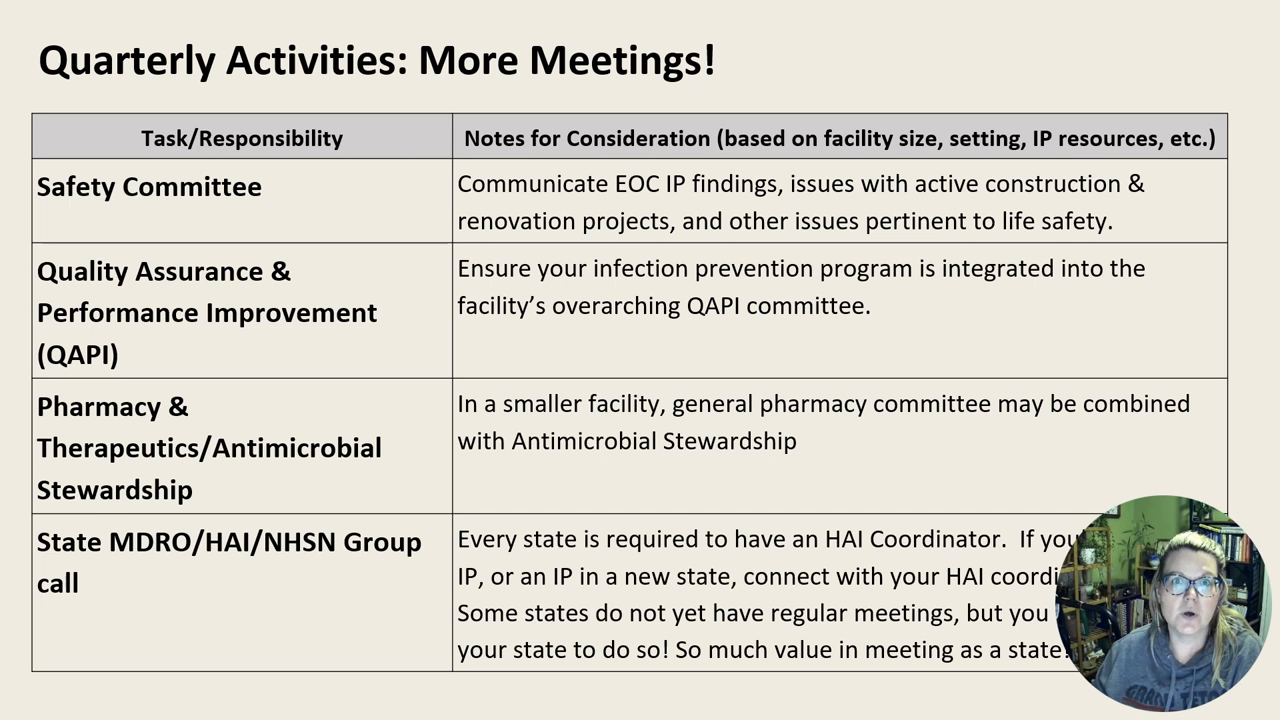 Quarterly Activities: More Meetings!
Task/Responsibility
Notes for Consideration (based on facility size, setting, IP resources, etc.)
Safety Committee
Communicate EOC IP findings, issues with active construction &
renovation projects, and other issues pertinent to life safety.
Quality Assurance &
Performance Improvement
(QAPI)
Ensure your infection prevention program is integrated into the
facility’s overarching QAPI committee.
Pharmacy &
Therapeutics/Antimicrobial
Stewardship
In a smaller facility, general pharmacy committee may be combined
with Antimicrobial Stewardship
State MDRO/HAI/NHSN Group
call
Every state is required to have an HAI Coordinator. If you
IP, or an IP in a new state, connect with your HAI
Some states do not yet have regular meetings, but you
your state to do so! So much value in meeting as a state!